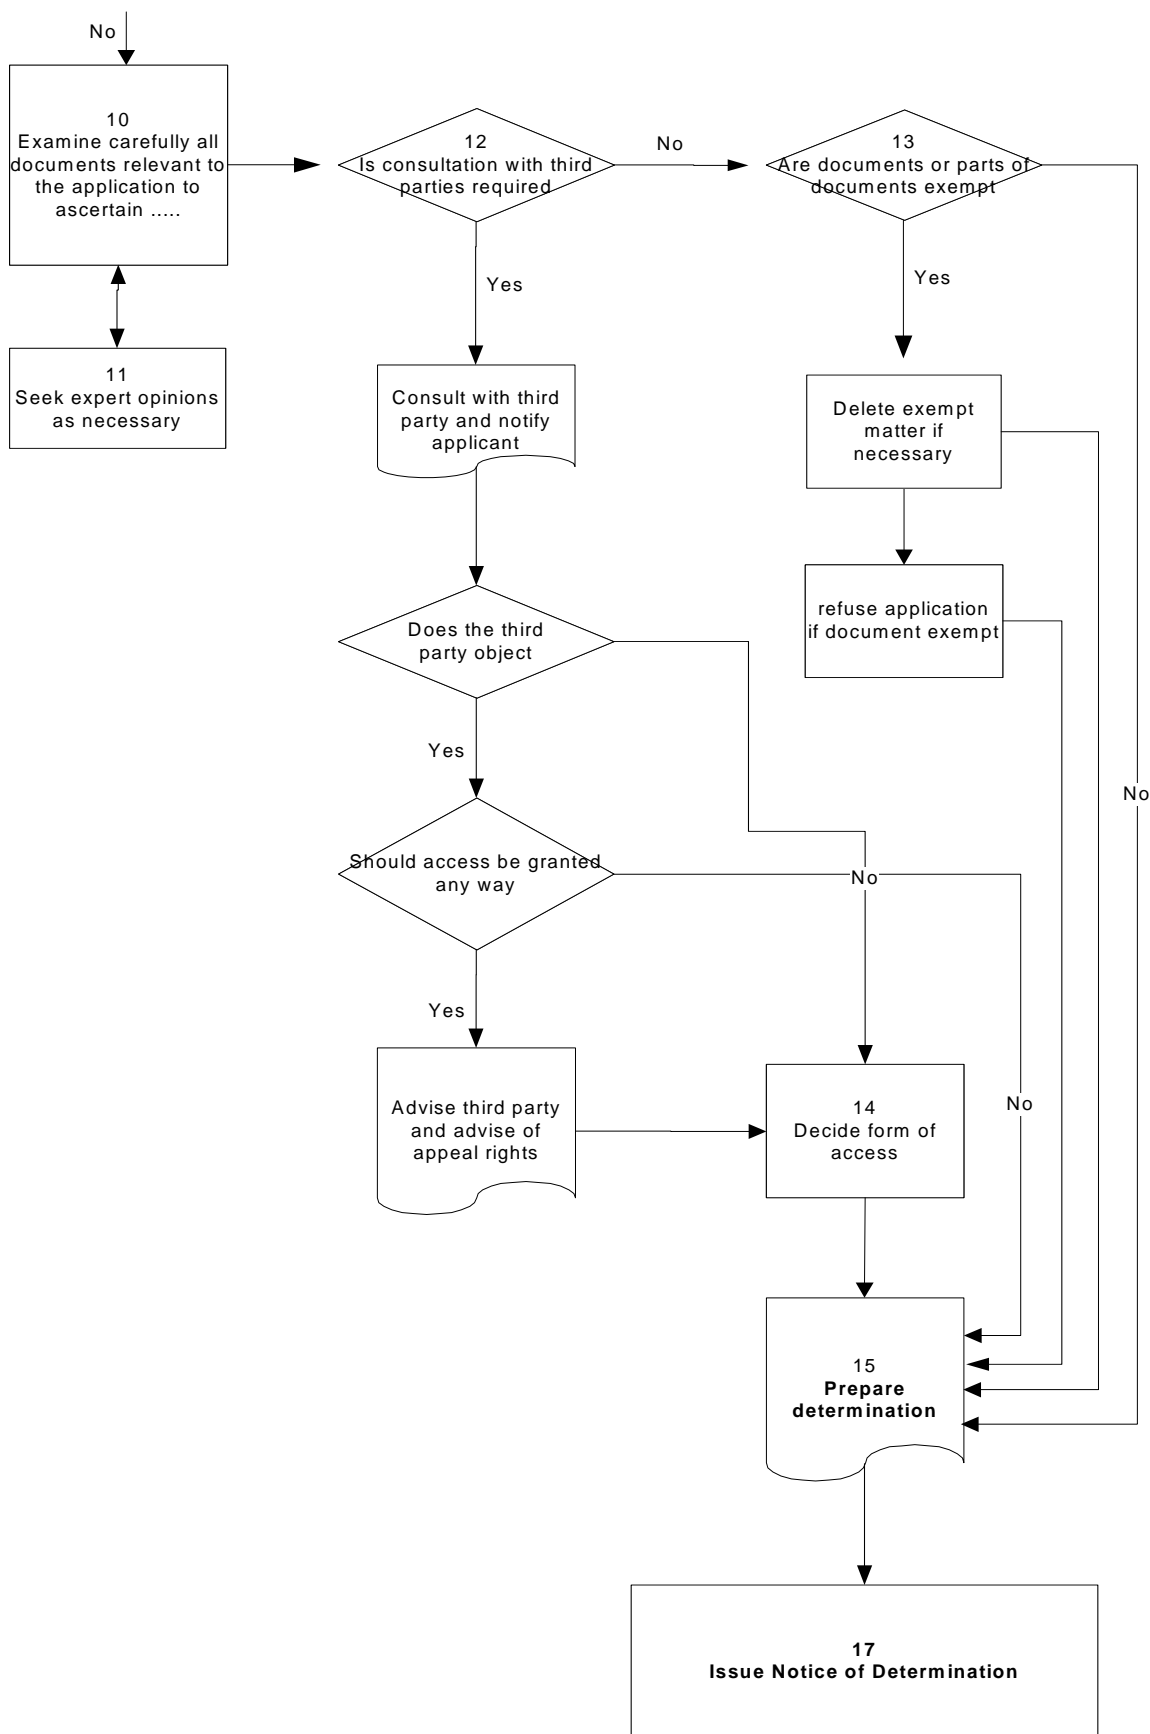 No
10
Examine carefully all
documents relevant to
the application to
ascertain .....
11
Seek expert opinions
as necessary
12
Is consultation with third
parties required
No
13
Are documents or parts of
documents exempt
Yes
Yes
Consult with third
party and notify
applicant
Delete exempt
matter if
necessary
refuse application
if document exempt
Does the third
party object
Yes
No
Should access be granted
any way
No
Yes
Advise third party
and advise of
appeal rights
14
Decide form of
access
No
15
Prepare
determination
17
Issue Notice of Determination